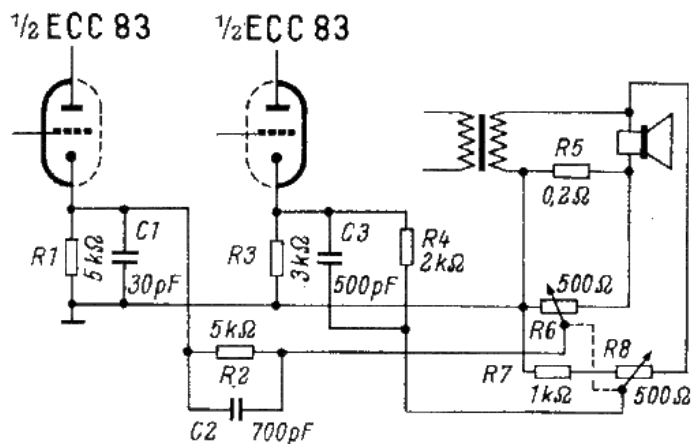 ½ ECC 83
½ ECC 83
R5
0,2Ω
R1
5kΩ
C1
30pF
R3
3kΩ
C3
500pF
R4
2kΩ
500Ω
R6
5kΩ
R2
C2
700pF
R7
1kΩ
R8
500Ω